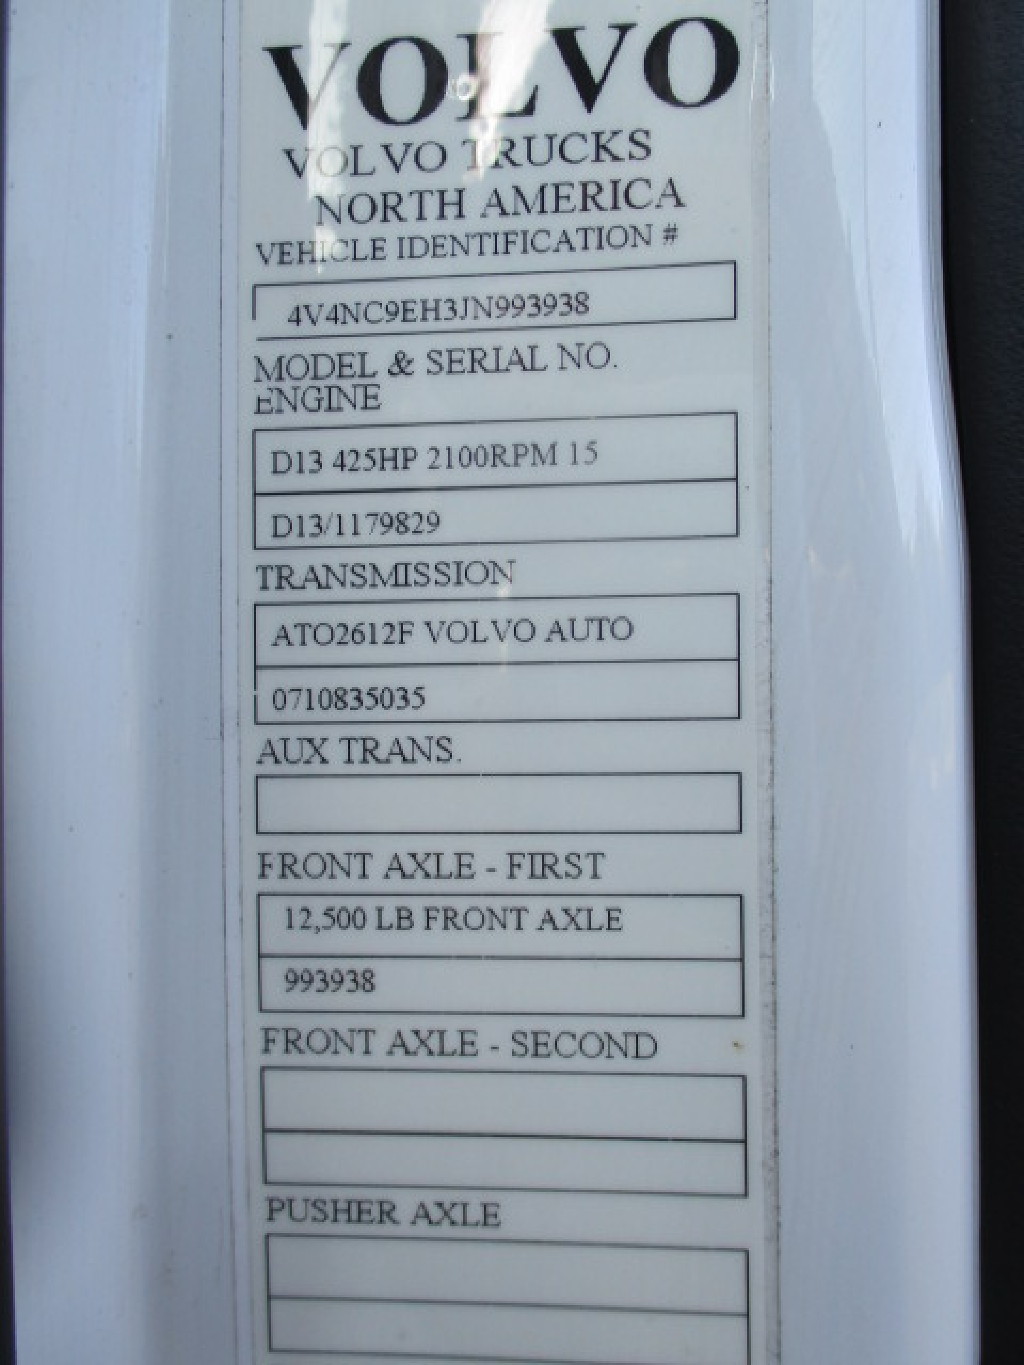 VOLVO
VOLVO TRUCKS
NORTH AMERICA
VEHICLE IDENTIFICATION #
4V4NC9EH3JN993938
MODEL & SERIAL NO.
ENGINE
D13 425HP 2100RPM 15
D13/1179829
TRANSMISSION
ATO2612F VOLVO AUTO
0710835035
AUX TRANS.
FRONT AXLE - FIRST
12,500 LB FRONT AXLE
993938
FRONT AXLE - SECOND
PUSHER AXLE